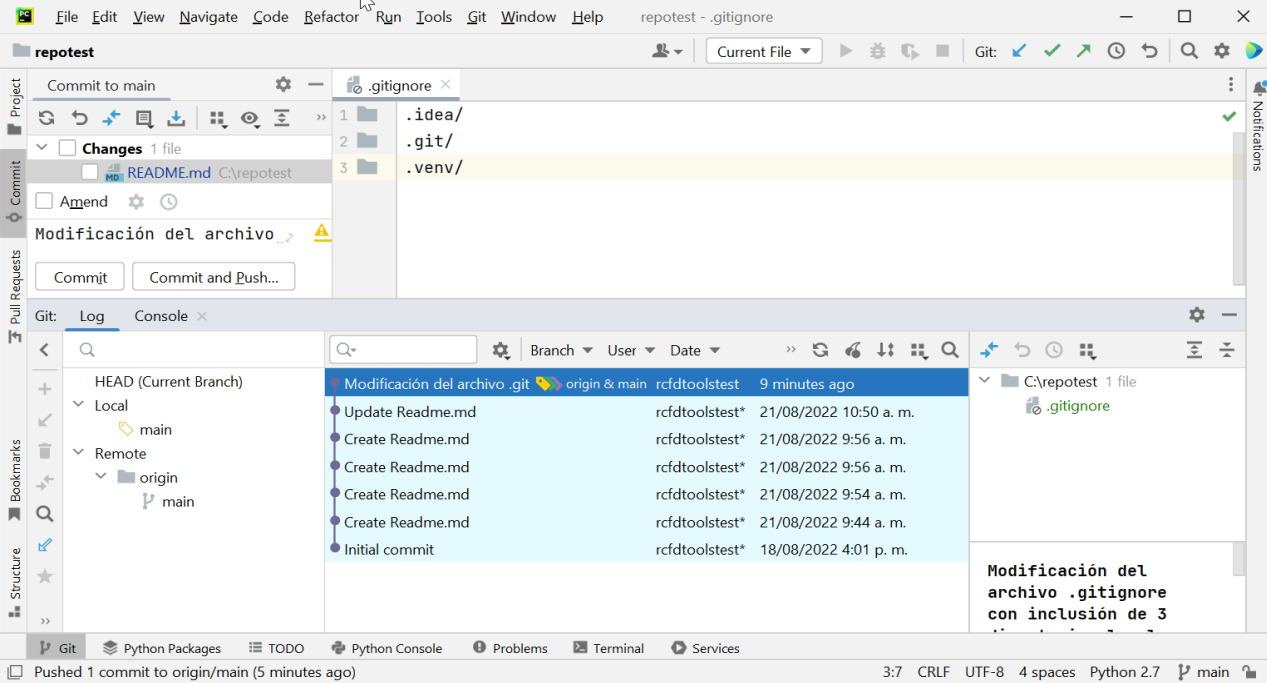 PC File Edit View Navigate Code Refactor Run Tools Git Window Help repotest - .gitignore
repotest Current File Git:
Project
Commit
Pull Requests
Bookmarks
Structure
Commit to main
Changes 1 file
MD README.md C:\repotest
Amend
Modificación del archivo
Commit Commit and Push...
.gitignore
1 .idea/
2 .git/
3 .venv/
Notifications
Git: Log Console
HEAD (Current Branch)
Local
main
Remote
origin
main
Branch User Date
Modificación del archivo .git origin & main rcfdtoolstest 9 minutes ago
Update Readme.md rcfdtoolstest* 21/08/2022 10:50 a. m.
Create Readme.md rcfdtoolstest* 21/08/2022 9:56 a. m.
Create Readme.md rcfdtoolstest* 21/08/2022 9:56 a. m.
Create Readme.md rcfdtoolstest* 21/08/2022 9:54 a. m.
Create Readme.md rcfdtoolstest* 21/08/2022 9:44 a. m.
Initial commit rcfdtoolstest* 18/08/2022 4:01 p. m.
C:\repotest 1 file
.gitignore
Modificación del
archivo .gitignore
con inclusión de 3
Git Python Packages TODO Python Console Problems Terminal Services
Pushed 1 commit to origin/main (5 minutes ago) 3:7 CRLF UTF-8 4 spaces Python 2.7 main